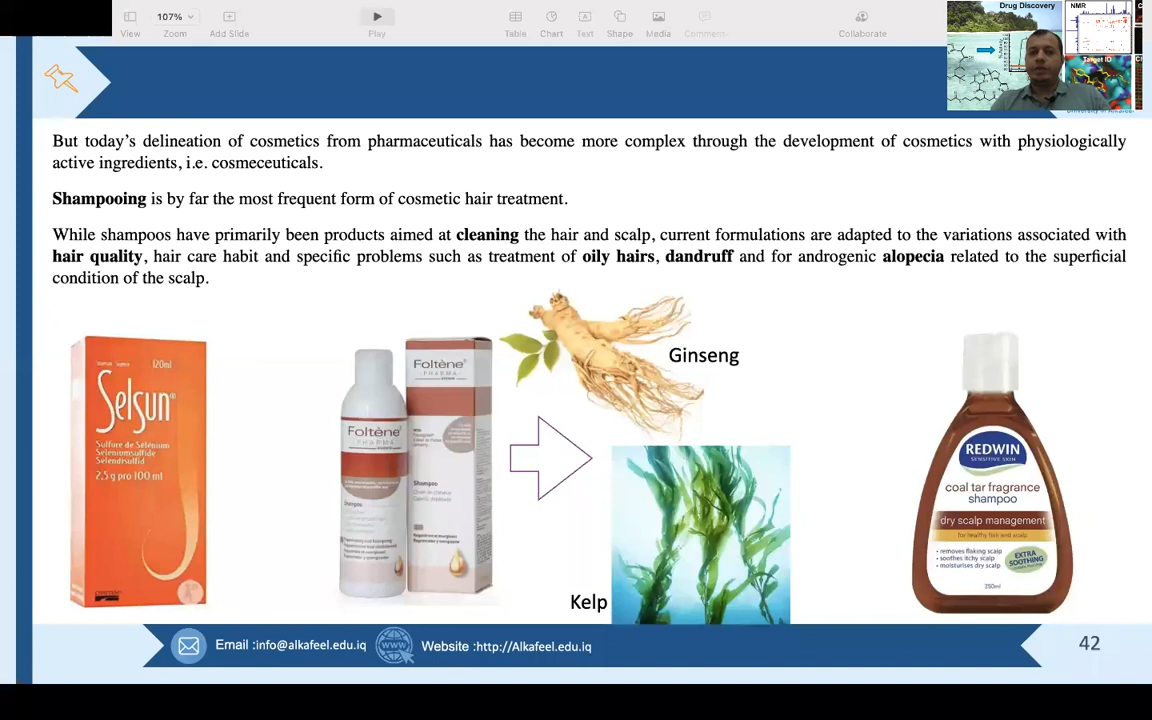 107%
View
Zoom
Add Slide
Play
Table
Chart
Text
Shape
Media
Comment
Collaborate
Drug Discovery
NMR
Target ID
University of Alkafeel
But today's delineation of cosmetics from pharmaceuticals has become more complex through the development of cosmetics with physiologically
active ingredients, i.e. cosmeceuticals.
Shampooing is by far the most frequent form of cosmetic hair treatment.
While shampoos have primarily been products aimed at cleaning the hair and scalp, current formulations are adapted to the variations associated with
hair quality, hair care habit and specific problems such as treatment of oily hairs, dandruff and for androgenic alopecia related to the superficial
condition of the scalp.
120ml
Selsun®
Sulfure de Sélénium
Seleniumsulfide
Selendisulfid
2,5 g pro 100 ml
Foltène®
PHARMA
Shampoo
Foltène®
PHARMA
Shampoo
Ginseng
Kelp
REDWIN
SENSITIVE SKIN
coal tar fragrance
shampoo
dry scalp management
for healthy hair and scalp
• removes flaking scalp
• soothes itchy scalp
• moisturises dry scalp
EXTRA
SOOTHING
250ml
Email :info@alkafeel.edu.iq
www
Website :http://Alkafeel.edu.iq
42